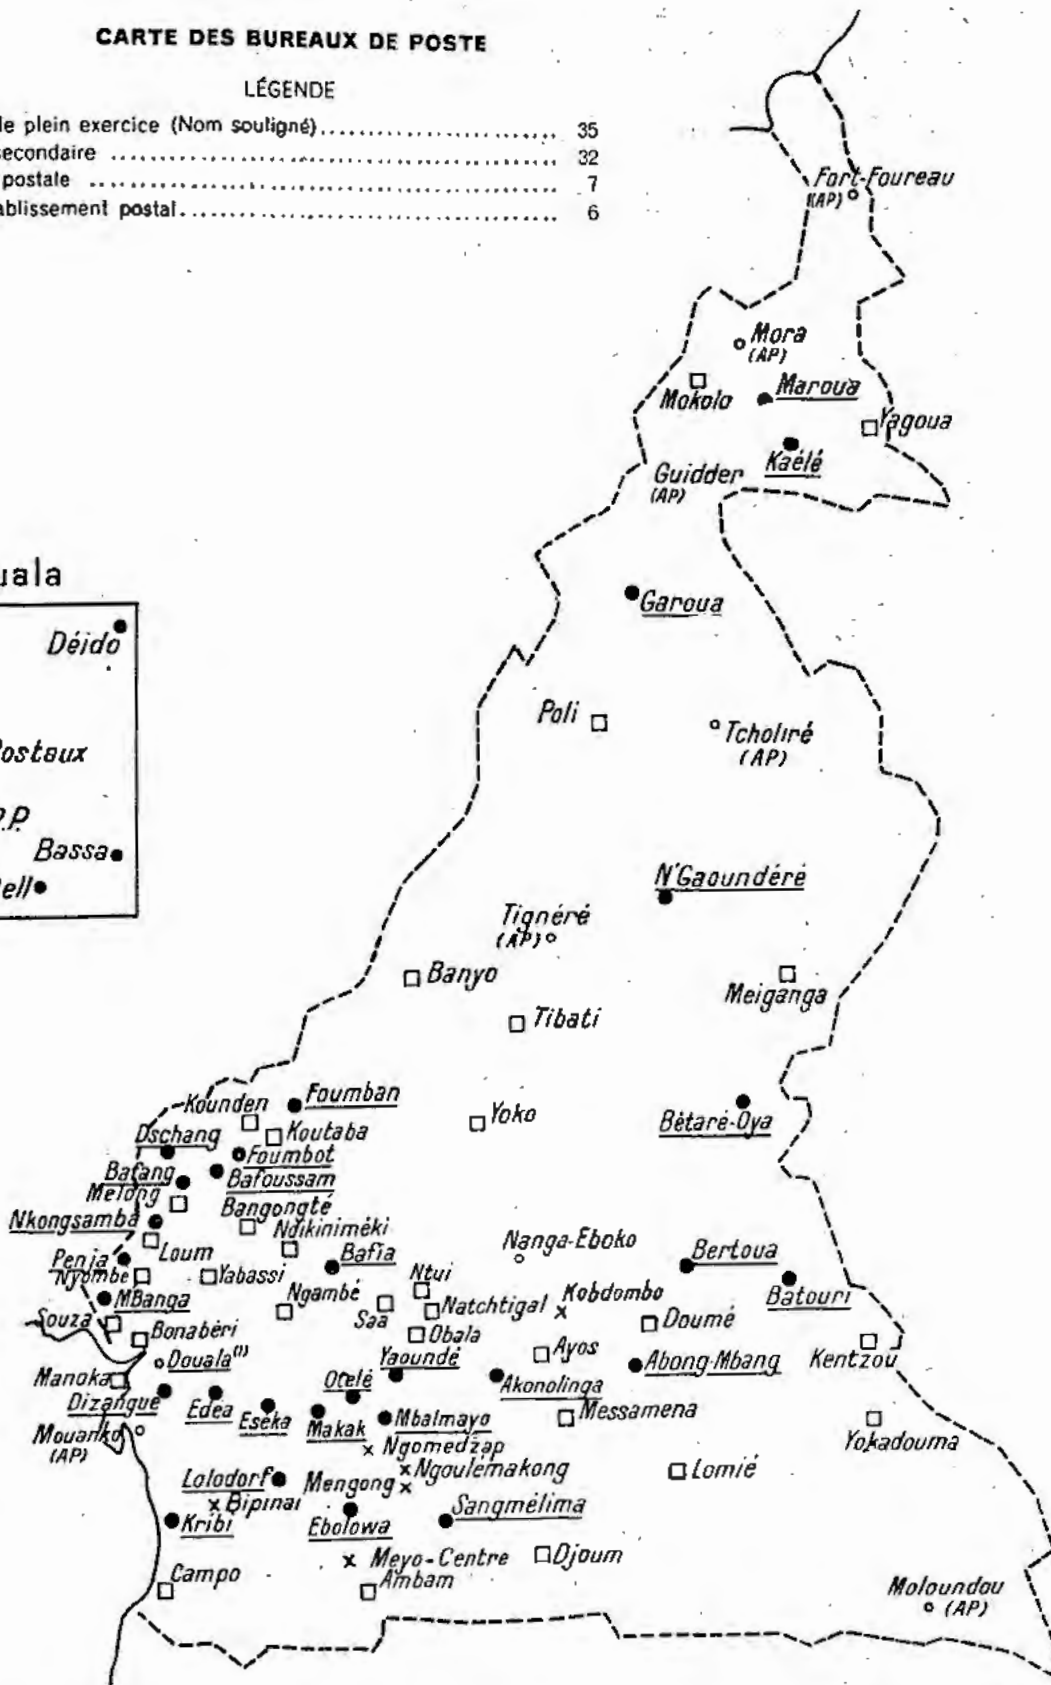 CARTE DES BUREAUX DE POSTE
LÉGENDE
le plein exercice (Nom souligné) 35
secondaire 32
postale 7
ablissement postal 6
Fort-Foureau
(AP)
Mora
(AP)
Mokolo
Maroua
Yagoua
Kaélé
Guidder
(AP)
uala
Déido
Garoua
Postaux
P.P.
Bassa
ell
Poli
Tcholiré
(AP)
N'Gaoundéré
Tignéré
(AP)
Banyo
Meiganga
Tibati
Kounden
Foumban
Yoko
Bétaré-Oya
Dschang
Koutaba
Foumbot
Bafang
Bafoussam
Melong
Bangongté
Nkongsamba
Ndikiniméki
Nanga-Eboko
Bertoua
Loum
Bafia
Penja
Nyombé
Yabassi
Ntui
Batouri
MBanga
Ngambé
Saa
Natchtigal
Kobdombo
Doumé
Souza
Bonabéri
Obala
Ayos
Kentzou
Douala(1)
Yaoundé
Abong-Mbang
Manoka
Otelé
Akonolinga
Dizangué
Edéa
Eséka
Makak
Mbalmayo
Messamena
Mouanko
(AP)
Ngomedzap
Yokadouma
Lolodorf
Mengong
Ngoulémakong
Lomié
Bipinai
Kribi
Ebolowa
Sangmélima
Meyo-Centre
Djoum
Campo
Ambam
Moloundou
(AP)